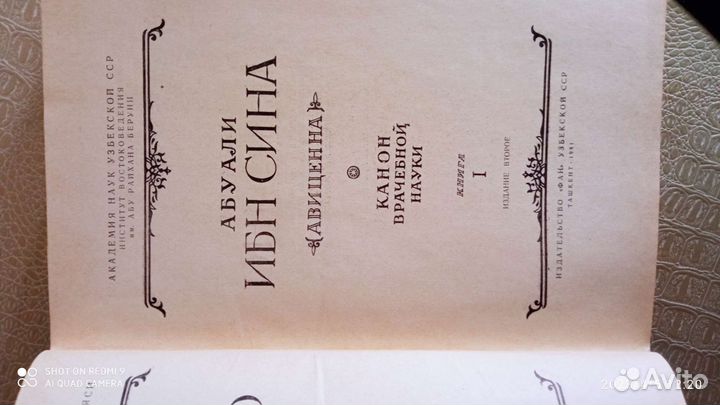 АКАДЕМИЯ НАУК УЗБЕКСКОЙ ССР
ИНСТИТУТ ВОСТОКОВЕДЕНИЯ
им. АБУ РАЙХАНА БЕРУНИ
АБУАЛИ
ИБН СИНА
(АВИЦЕННА)
КАНОН
ВРАЧЕБНОЙ
НАУКИ
КНИГА
I
ИЗДАНИЕ ВТОРОЕ
ИЗДАТЕЛЬСТВО «ФАН» УЗБЕКСКОЙ ССР
ТАШКЕНТ—1981
SHOT ON REDMI 9
AI QUAD CAMERA
Avito